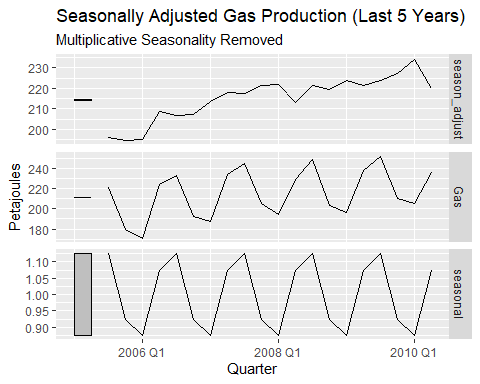 Seasonally Adjusted Gas Production (Last 5 Years)
Multiplicative Seasonality Removed
230
220
210
200
season_adjust
240
220
200
180
Gas
1.10
1.05
1.00
0.95
0.90
seasonal
Petajoules
2006 Q1
2008 Q1
2010 Q1
Quarter